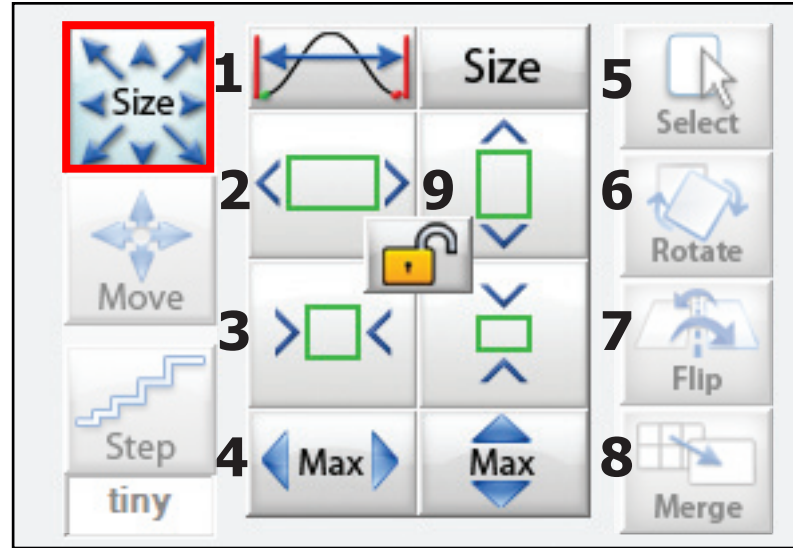 Size
1
Size
5
Select
2
9
6
Rotate
Move
3
7
Flip
Step
tiny
4
Max
Max
8
Merge